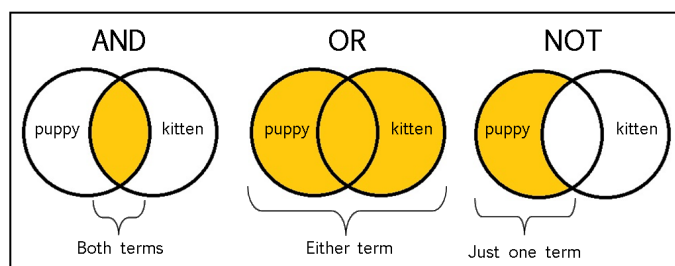 AND OR NOT
puppy kitten puppy kitten puppy kitten
Both terms Either term Just one term